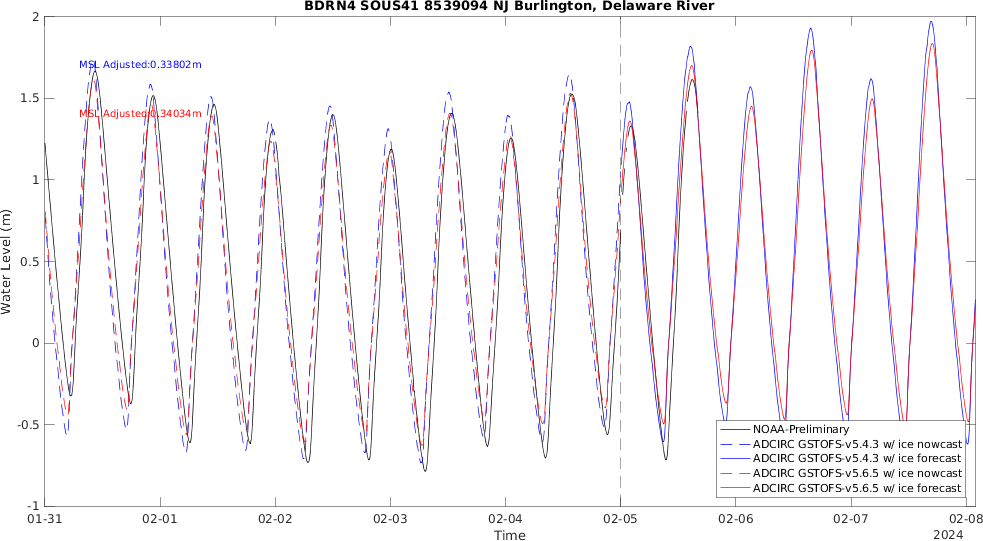 BDRN4 SOUS41 8539094 NJ Burlington, Delaware River
2
MSL Adjusted:0.33802m
1.5
MSL Adjusted:0.34034m
1
Water Level (m)
0.5
0
-0.5
NOAA-Preliminary
ADCIRC GSTOFS-v5.4.3 w/ ice nowcast
ADCIRC GSTOFS-v5.4.3 w/ ice forecast
ADCIRC GSTOFS-v5.6.5 w/ ice nowcast
ADCIRC GSTOFS-v5.6.5 w/ ice forecast
-1
01-31 02-01 02-02 02-03 02-04 02-05 02-06 02-07 02-08
Time
2024